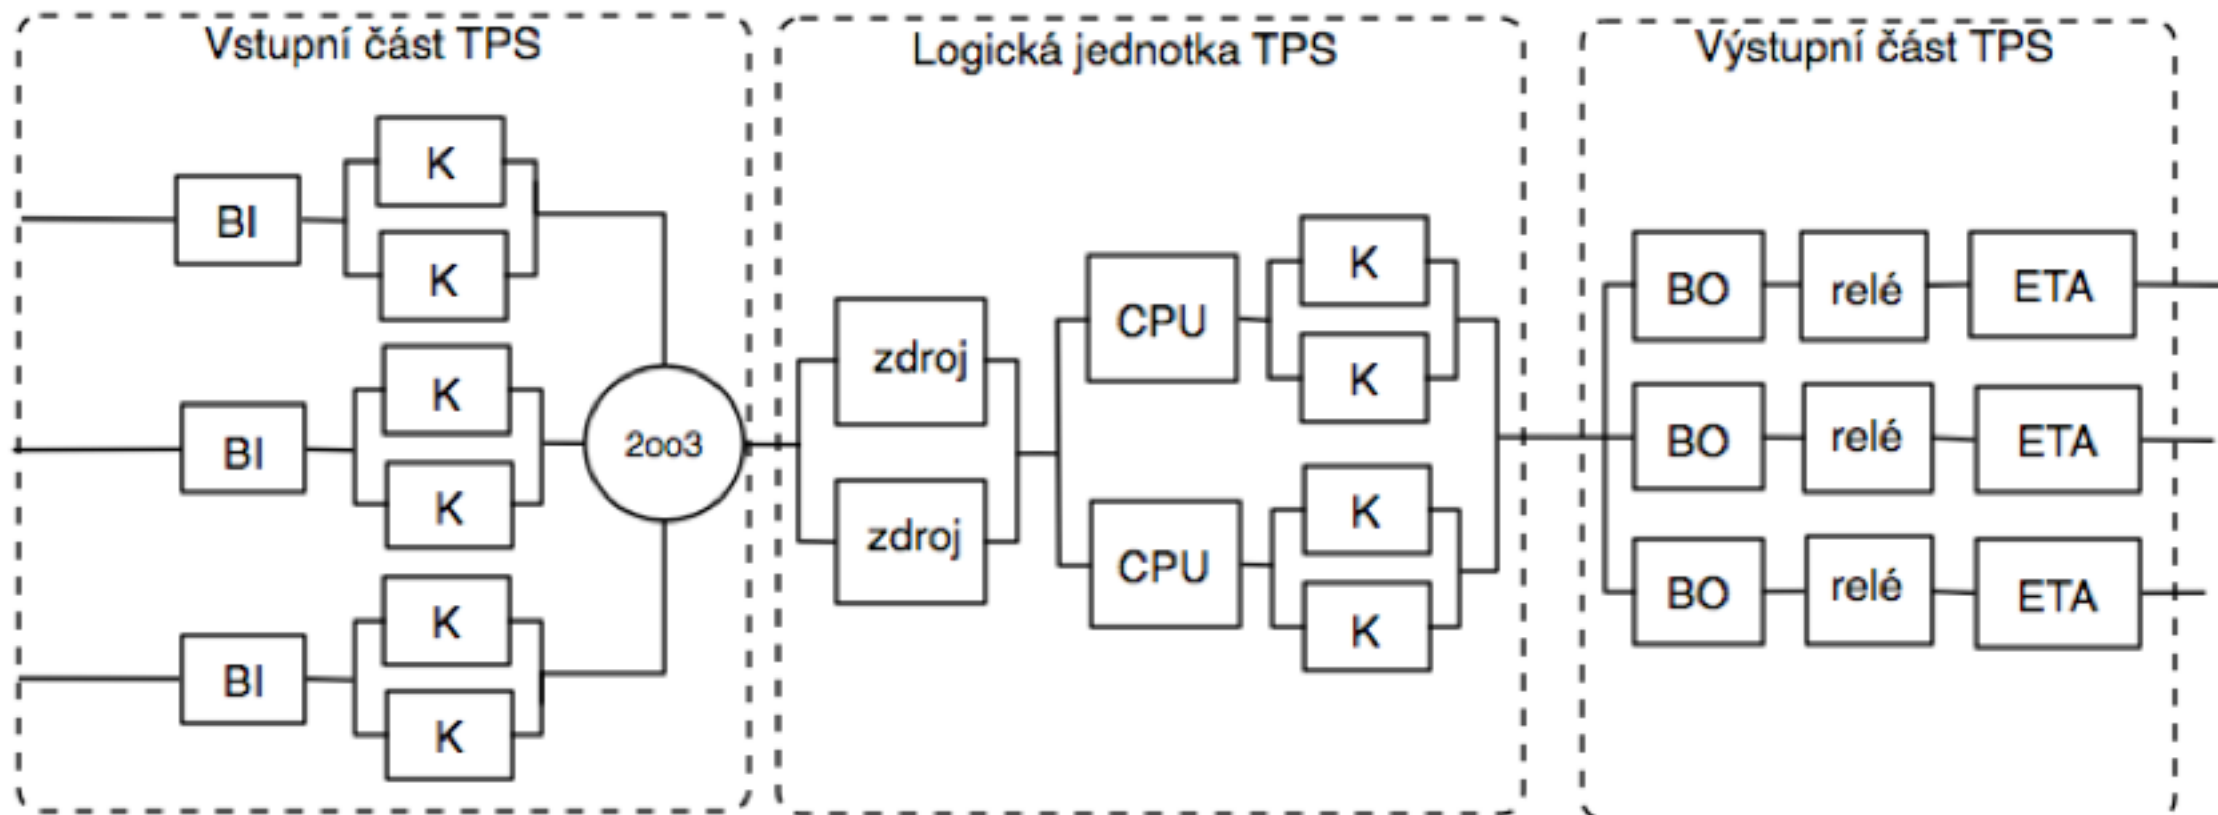 Vstupní část TPS
K
BI
K
K
BI
K
K
BI
K
2oo3
Logická jednotka TPS
zdroj
zdroj
CPU
K
K
CPU
K
K
Výstupní část TPS
BO relé ETA
BO relé ETA
BO relé ETA